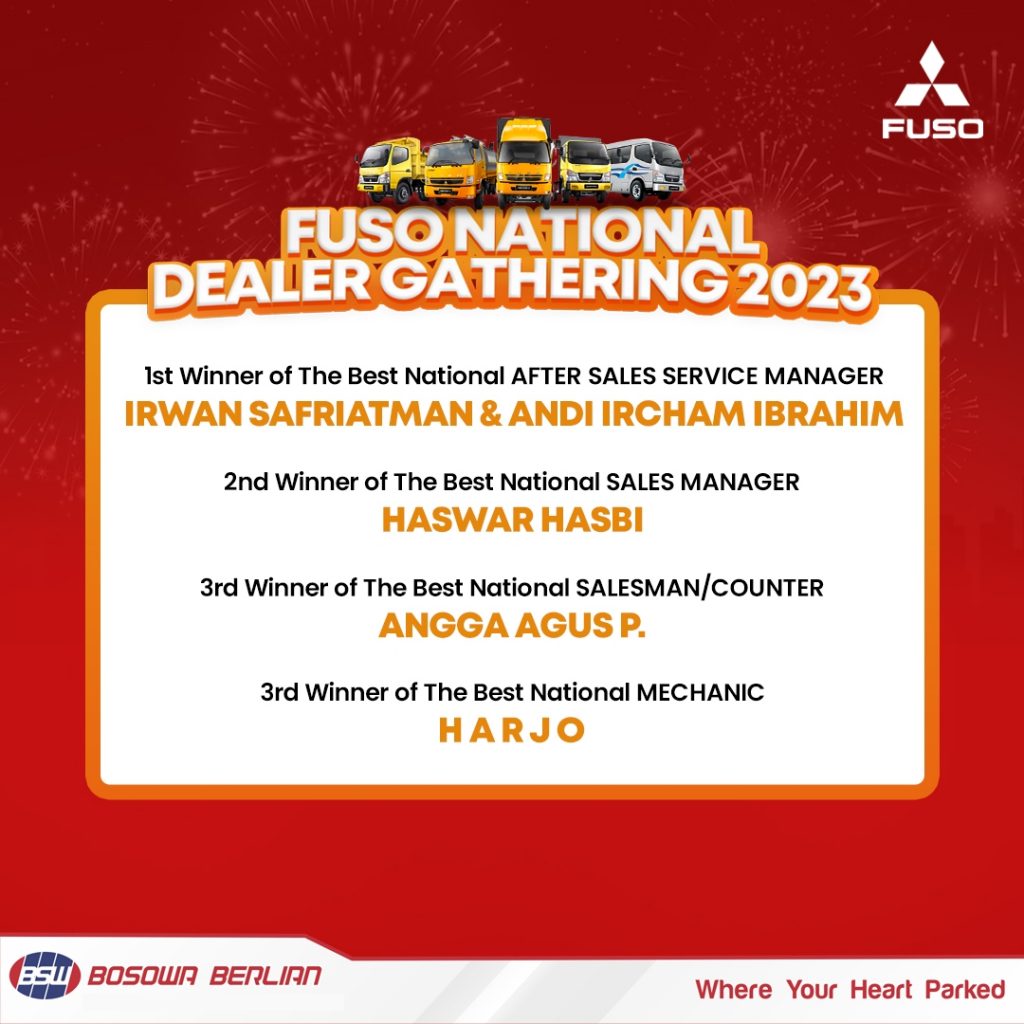 FUSO
FUSO NATIONAL
DEALER GATHERING 2023
1st Winner of The Best National AFTER SALES SERVICE MANAGER
IRWAN SAFRIATMAN & ANDI IRCHAM IBRAHIM
2nd Winner of The Best National SALES MANAGER
HASWAR HASBI
3rd Winner of The Best National SALESMAN/COUNTER
ANGGA AGUS P.
3rd Winner of The Best National MECHANIC
HARJO
BSW BOSOWA BERLIAN
Where Your Heart Parked